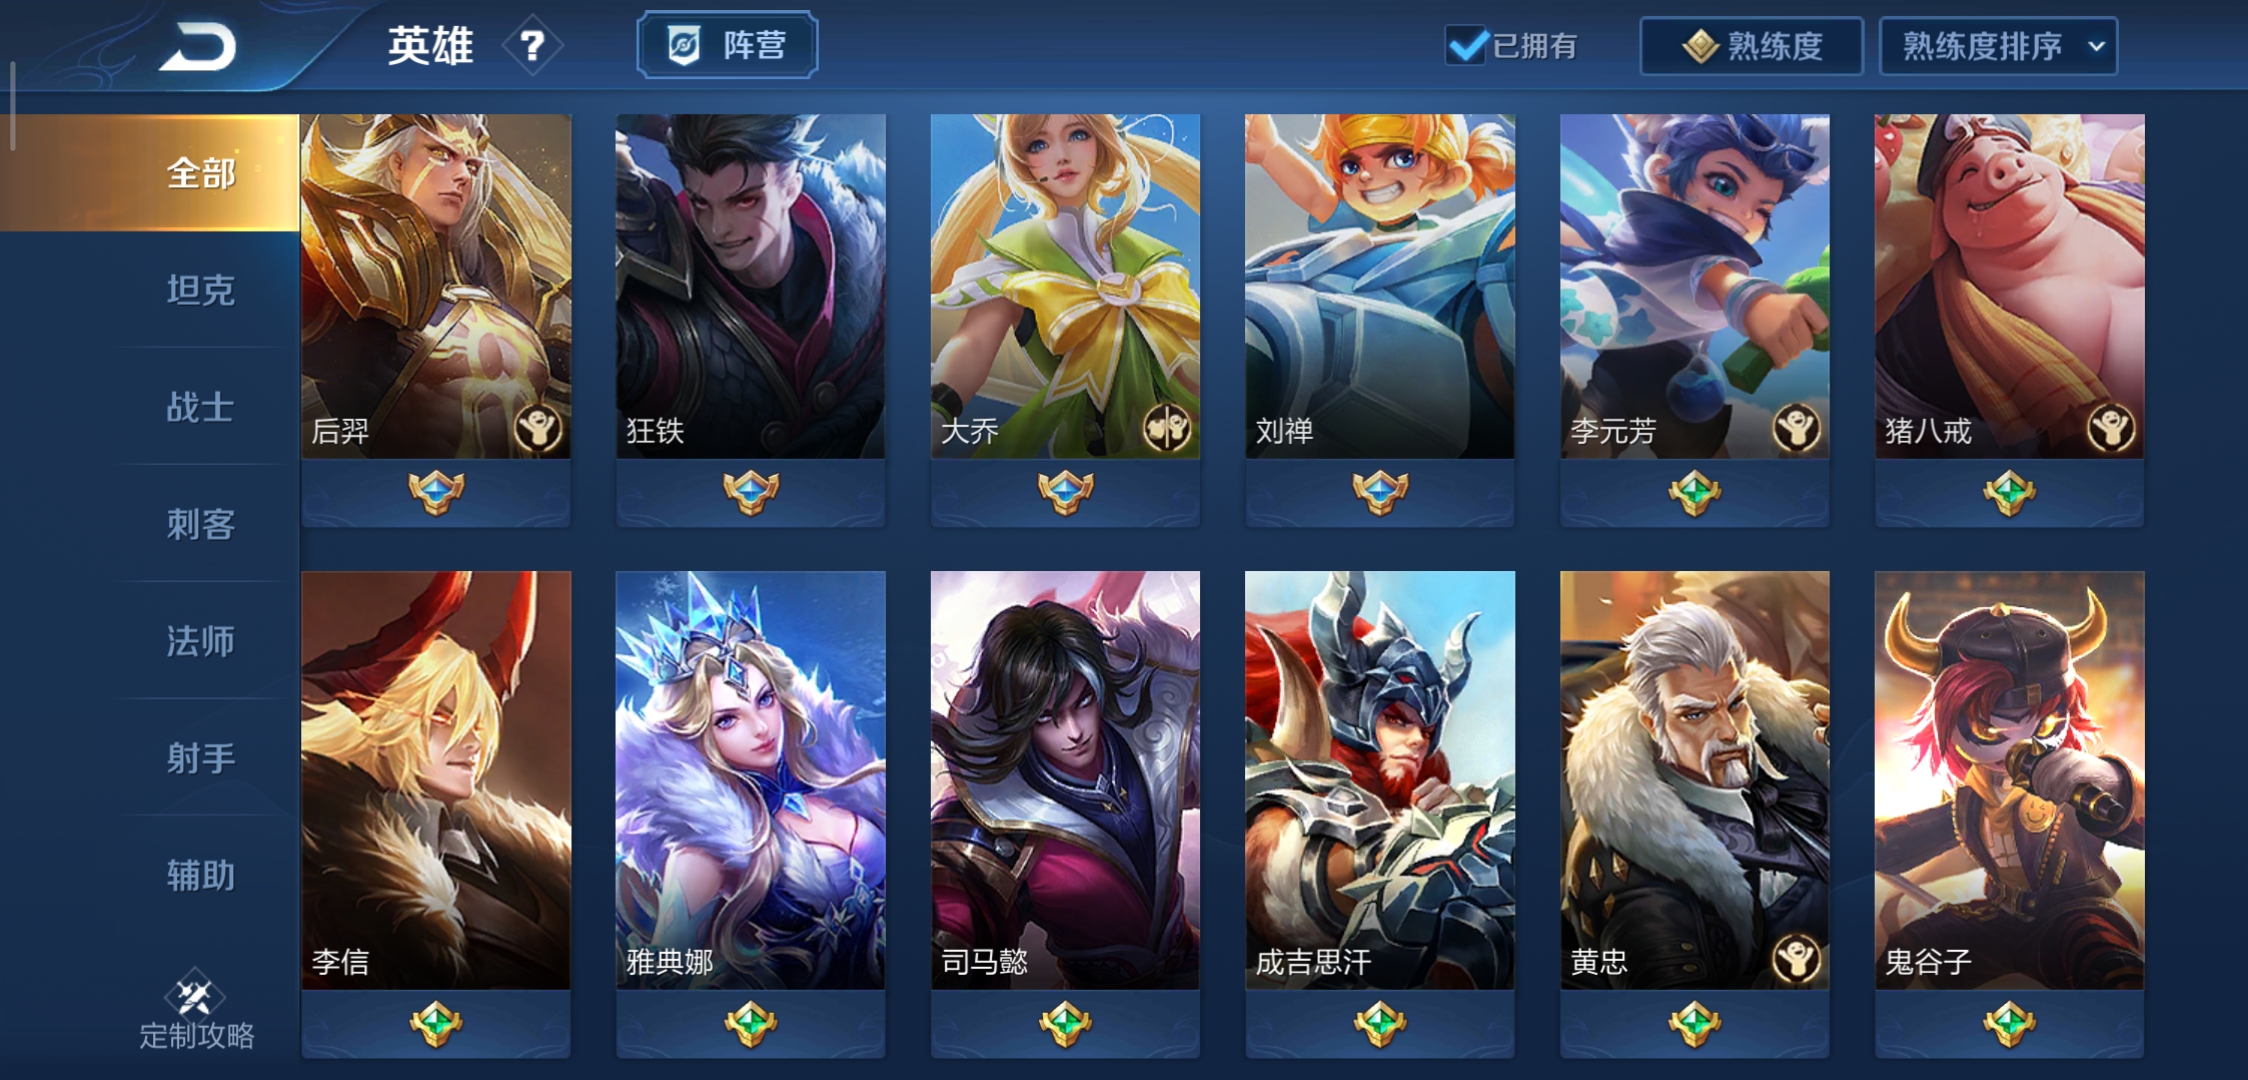 英雄
?
阵营
已拥有
熟练度
熟练度排序
全部
坦克
战士
刺客
法师
射手
辅助
定制攻略
后羿
狂铁
大乔
刘禅
李元芳
猪八戒
李信
雅典娜
司马懿
成吉思汗
黄忠
鬼谷子